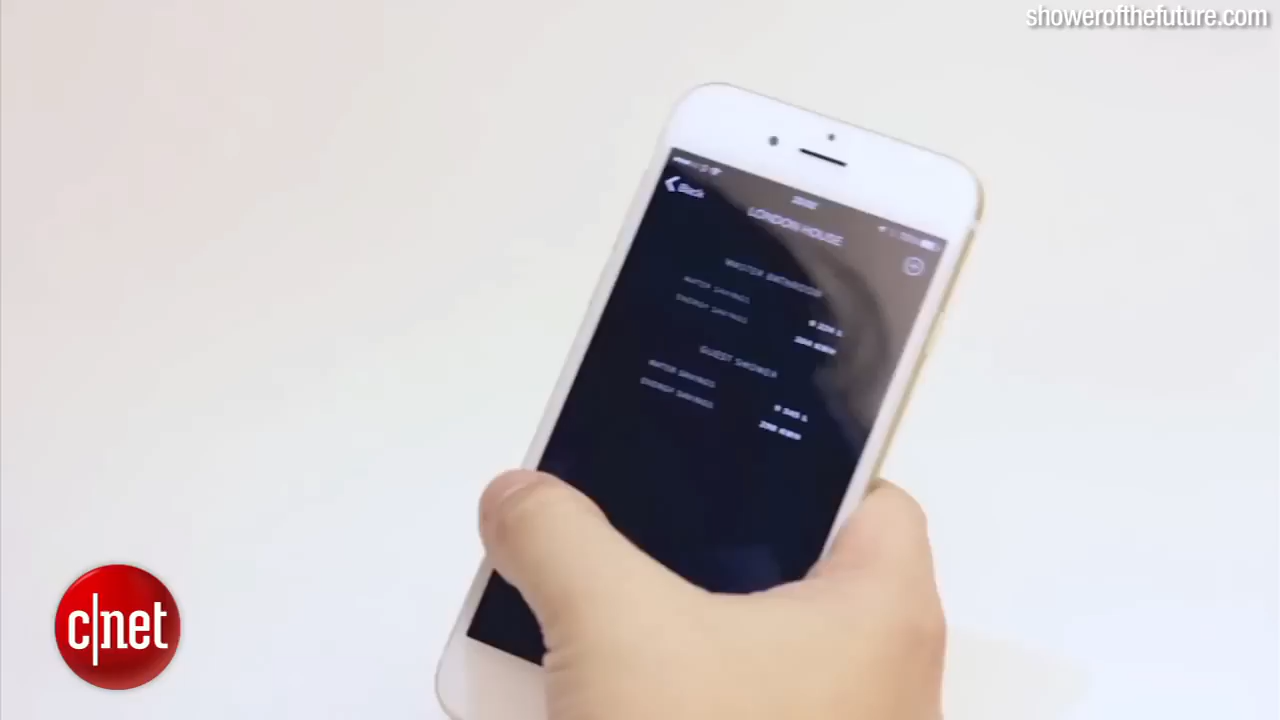 showerofthefuture.com
Back
LONDON HOUSE
MASTER BATHROOM
WATER SAVINGS
ENERGY SAVINGS
GUEST SHOWER
WATER SAVINGS
ENERGY SAVINGS
c|net